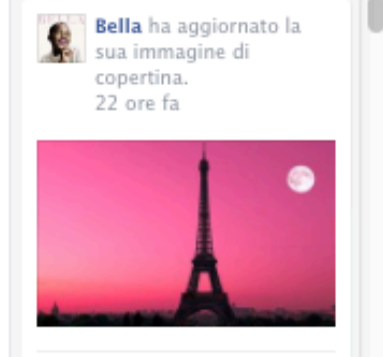 Bella ha aggiornato la
sua immagine di
copertina.
22 ore fa